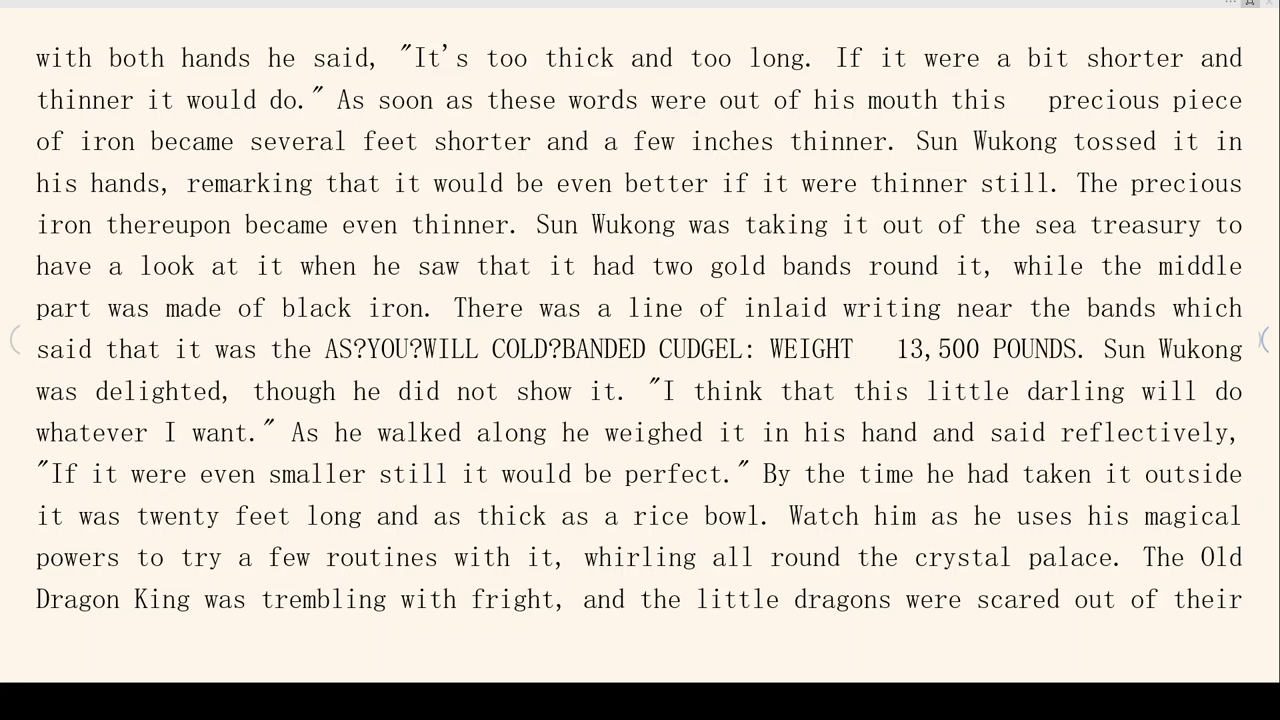 with both hands he said, "It's too thick and too long. If it were a bit shorter and
thinner it would do." As soon as these words were out of his mouth this   precious piece
of iron became several feet shorter and a few inches thinner. Sun Wukong tossed it in
his hands, remarking that it would be even better if it were thinner still. The precious
iron thereupon became even thinner. Sun Wukong was taking it out of the sea treasury to
have a look at it when he saw that it had two gold bands round it, while the middle
part was made of black iron. There was a line of inlaid writing near the bands which
said that it was the AS?YOU?WILL COLD?BANDED CUDGEL: WEIGHT   13,500 POUNDS. Sun Wukong
was delighted, though he did not show it. "I think that this little darling will do
whatever I want." As he walked along he weighed it in his hand and said reflectively,
"If it were even smaller still it would be perfect." By the time he had taken it outside
it was twenty feet long and as thick as a rice bowl. Watch him as he uses his magical
powers to try a few routines with it, whirling all round the crystal palace. The Old
Dragon King was trembling with fright, and the little dragons were scared out of their